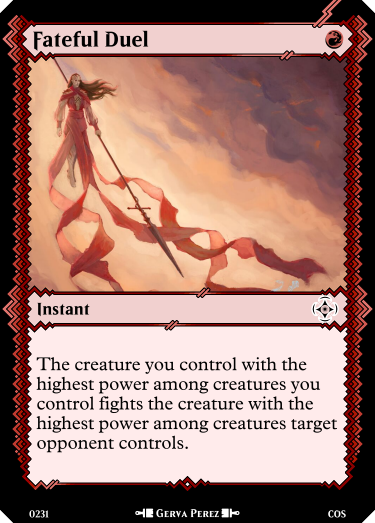 Fateful Duel
Instant
The creature you control with the
highest power among creatures you
control fights the creature with the
highest power among creatures target
opponent controls.
0231
Gerva Perez
COS